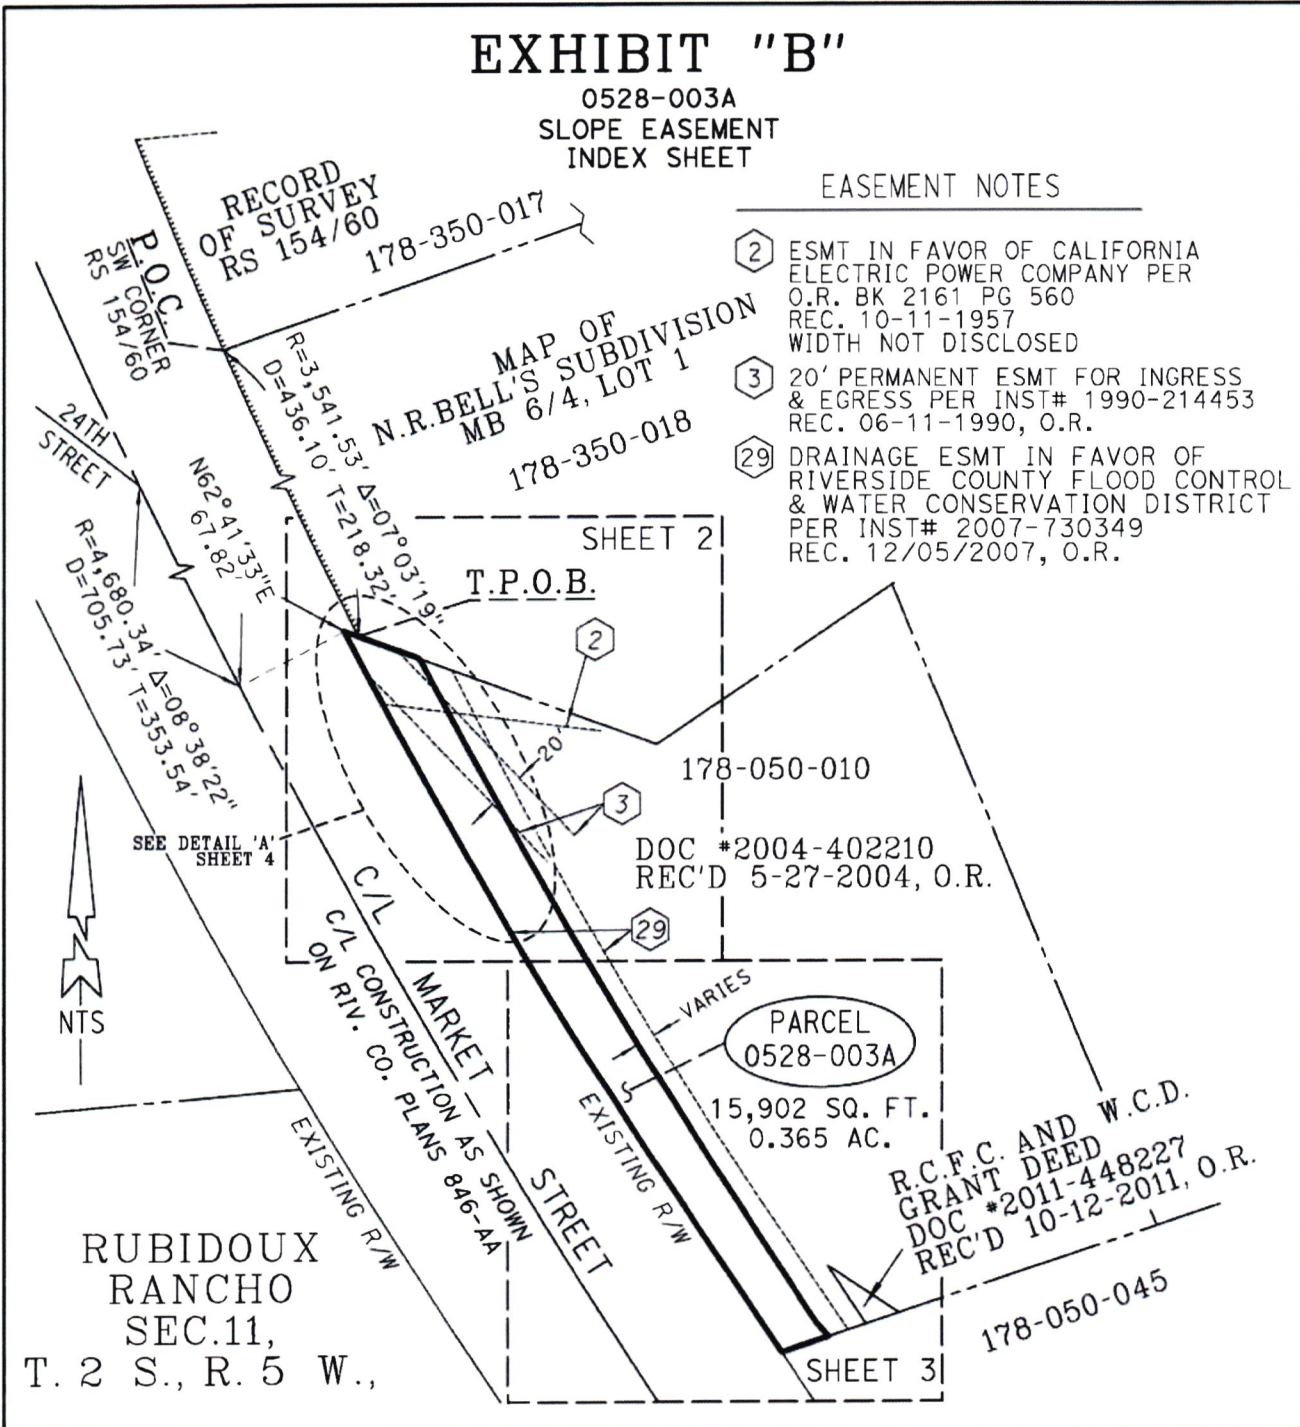 EXHIBIT "B"
0528-003A
SLOPE EASEMENT
INDEX SHEET
EASEMENT NOTES
2 ESMT IN FAVOR OF CALIFORNIA
ELECTRIC POWER COMPANY PER
O.R. BK 2161 PG 560
REC. 10-11-1957
WIDTH NOT DISCLOSED
3 20' PERMANENT ESMT FOR INGRESS
& EGRESS PER INST# 1990-214453
REC. 06-11-1990, O.R.
29 DRAINAGE ESMT IN FAVOR OF
RIVERSIDE COUNTY FLOOD CONTROL
& WATER CONSERVATION DISTRICT
PER INST# 2007-730349
REC. 12/05/2007, O.R.
RECORD
OF SURVEY
RS 154/60
178-350-017
P.O.C.
SW CORNER
RS 154/60
MAP OF
N.R.BELL'S SUBDIVISION
MB 6/4, LOT 1
178-350-018
R=3,541.53' Δ=07°03'19"
D=436.10' T=218.32'
24TH
STREET
N62°41'33"E
67.82'
R=4,680.34' Δ=08°38'22"
D=705.73' T=353.54'
SHEET 2
T.P.O.B.
2
20'
178-050-010
3
DOC #2004-402210
REC'D 5-27-2004, O.R.
SEE DETAIL 'A'
SHEET 4
29
C/L MARKET STREET
C/L CONSTRUCTION AS SHOWN
ON RIV. CO. PLANS 846-AA
NTS
VARIES
PARCEL
0528-003A
15,902 SQ. FT.
0.365 AC.
EXISTING R/W
EXISTING R/W
R.C.F.C. AND W.C.D.
GRANT DEED
DOC #2011-448227
REC'D 10-12-2011, O.R.
178-050-045
RUBIDOUX
RANCHO
SEC.11,
T. 2 S., R. 5 W.,
SHEET 3